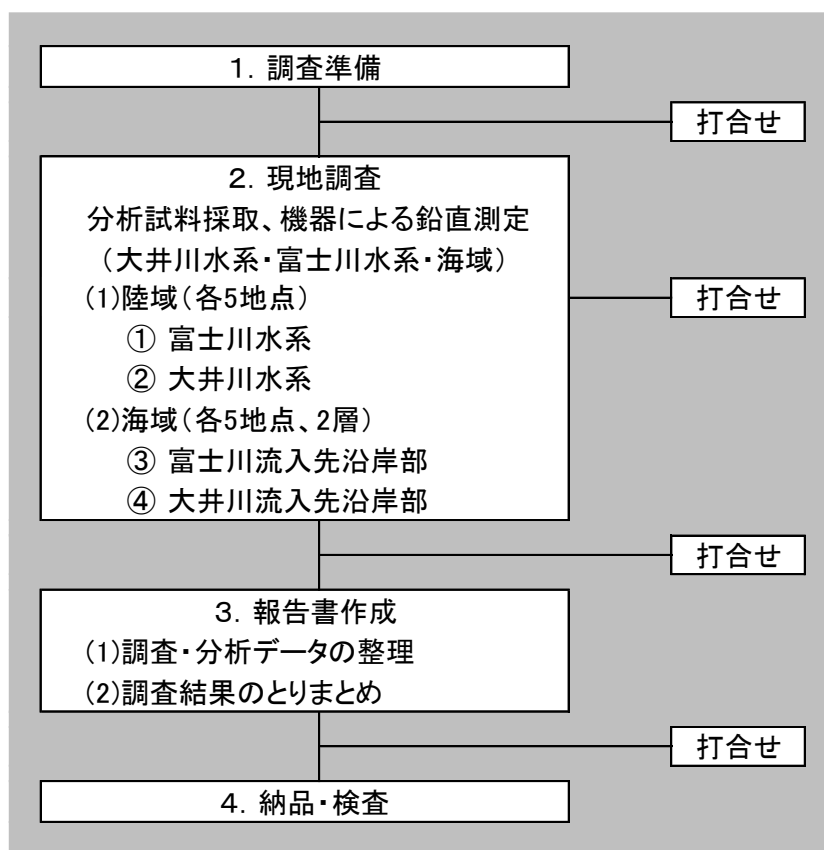 １．調査準備
打合せ
２．現地調査
分析試料採取、機器による鉛直測定
（大井川水系・富士川水系・海域）
(1)陸域（各5地点）
打合せ
① 富士川水系
② 大井川水系
(2)海域（各5地点、2層）
③ 富士川流入先沿岸部
④ 大井川流入先沿岸部
打合せ
３．報告書作成
(1)調査・分析データの整理
(2)調査結果のとりまとめ
打合せ
４．納品・検査